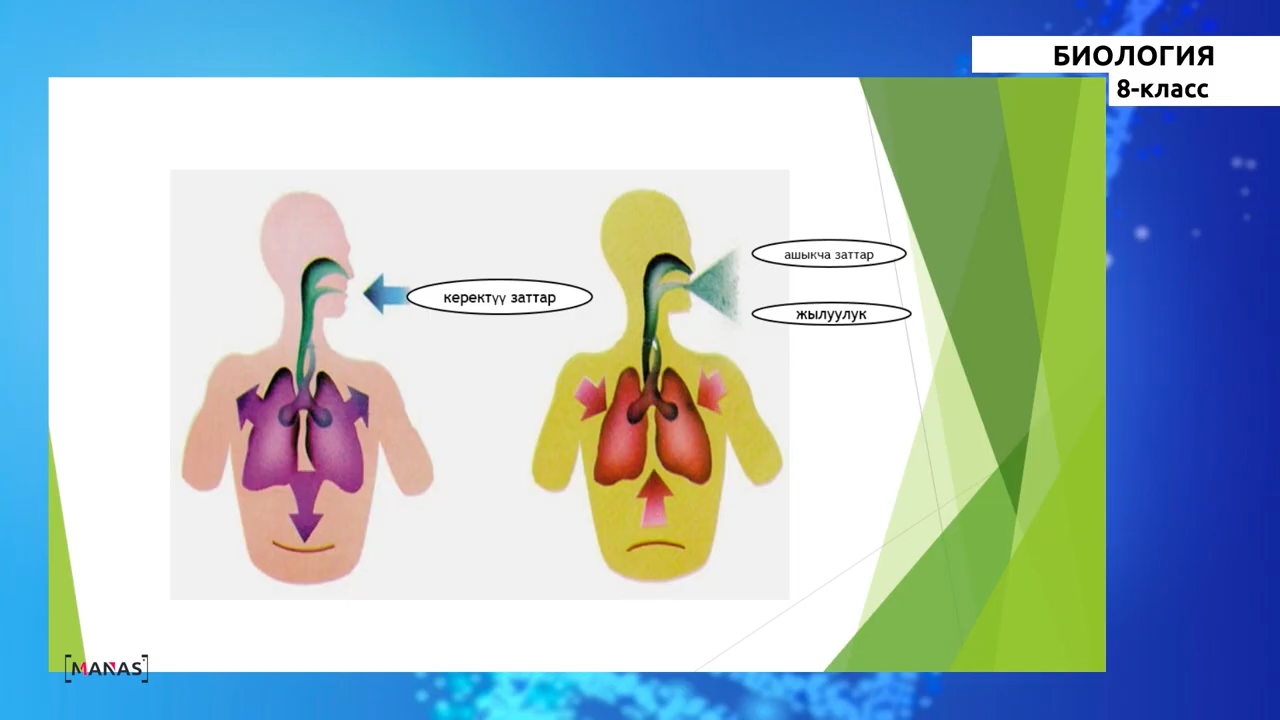 БИОЛОГИЯ
8-класс
керектүү заттар
ашыкча заттар
жылуулук
[MANAS]